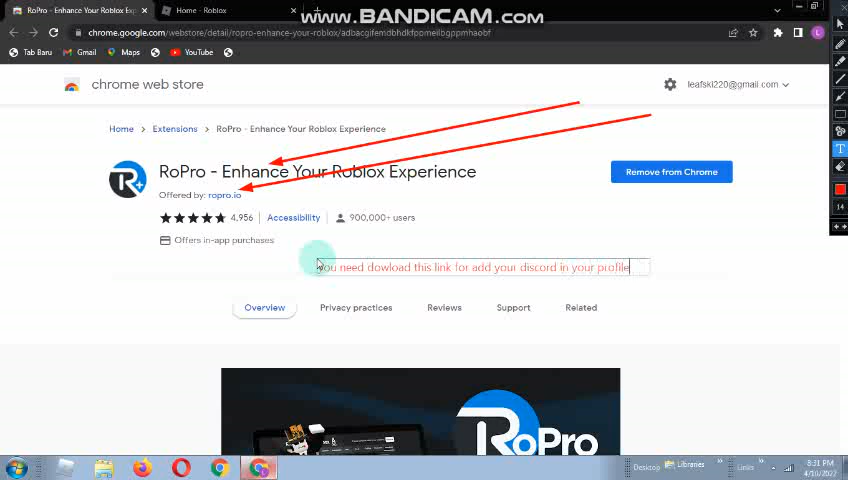 RoPro - Enhance Your Roblox Exp
Home - Roblox
WWW.BANDICAM.COM
chrome.google.com/webstore/detail/ropro-enhance-your-roblox/adbacgifemdbhdkfppmeilbgppmhaobf
L
Tab Baru
Gmail
Maps
YouTube
chrome web store
leafski220@gmail.com
Home
Extensions
RoPro - Enhance Your Roblox Experience
R+
RoPro - Enhance Your Roblox Experience
Remove from Chrome
Offered by: ropro.io
4,956
Accessibility
900,000+ users
Offers in-app purchases
you need dowload this link for add your discord in your profile
Overview
Privacy practices
Reviews
Support
Related
RoPro
T
14
Desktop
Libraries
Links
8:31 PM
4/10/2022